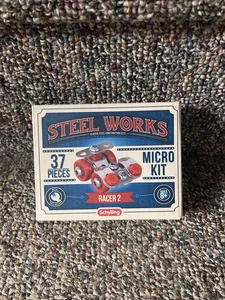 STEEL WORKS
37
PIECES
MICRO
KIT
RACER 2
Schylling